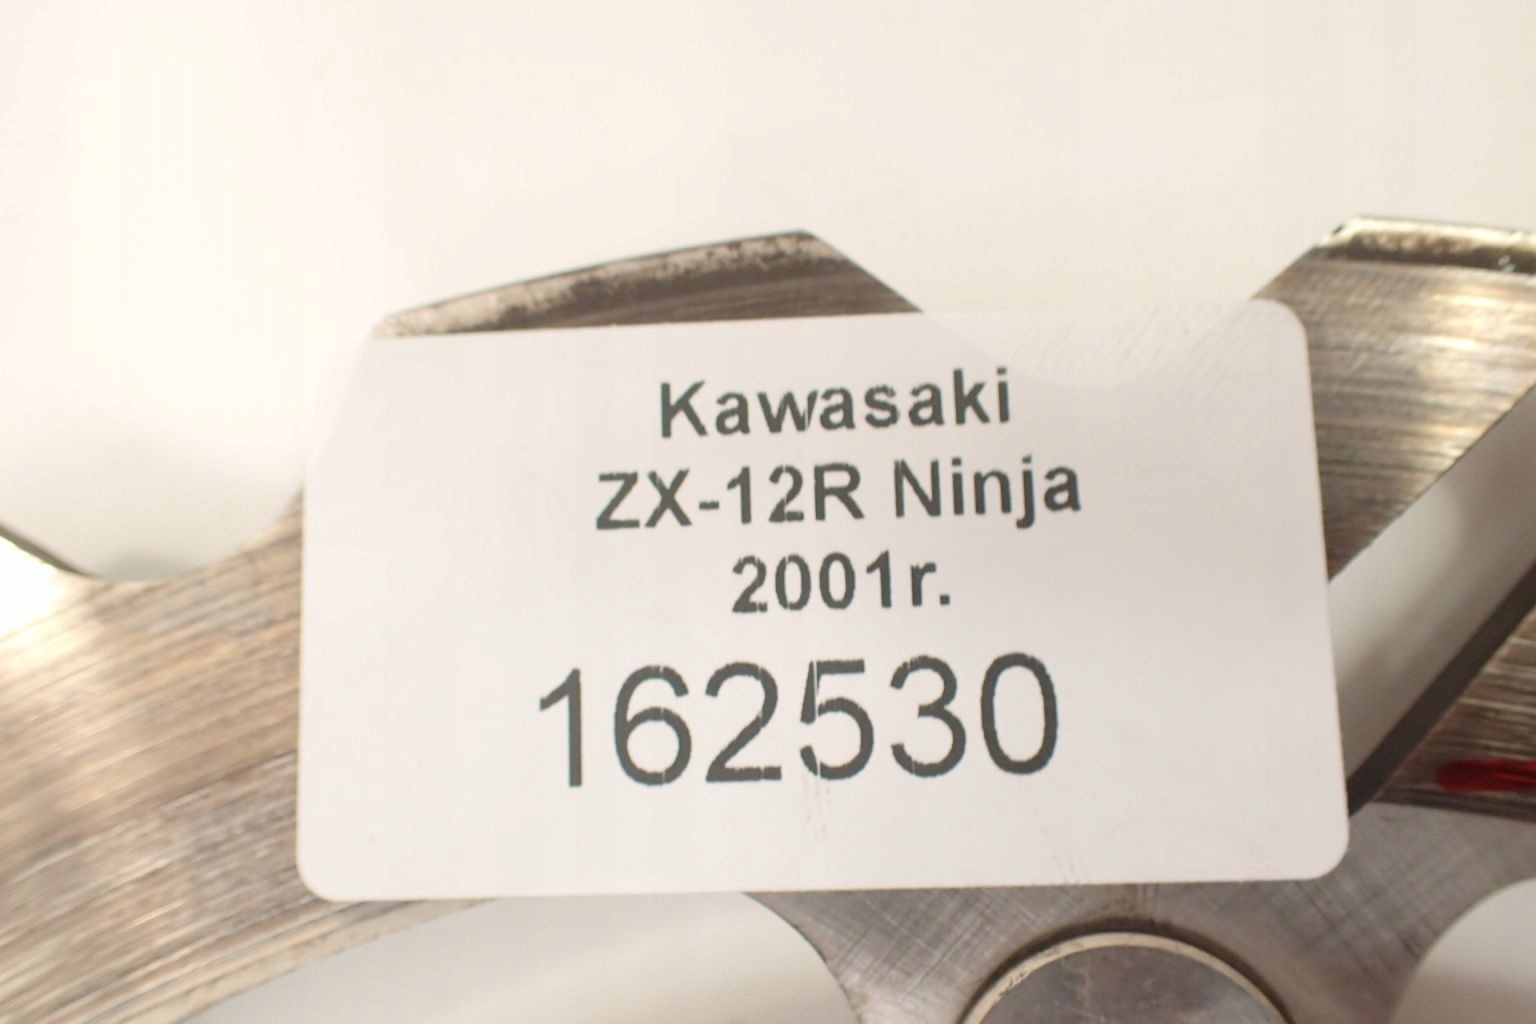 Kawasaki
ZX-12R Ninja
2001r.
162530